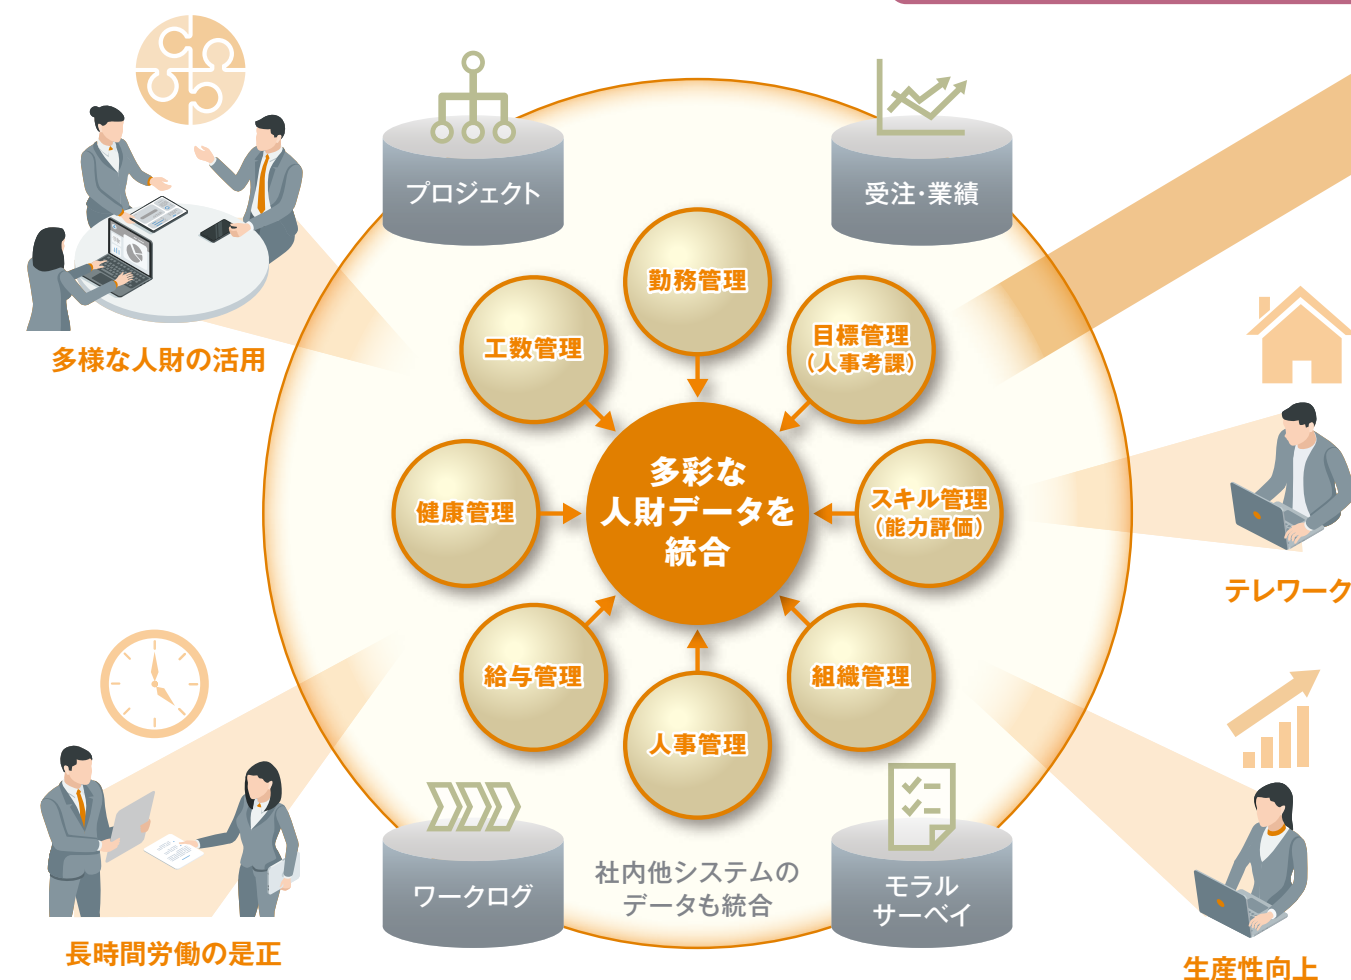 プロジェクト
受注・業績
勤務管理
工数管理
目標管理
（人事考課）
多様な人財の活用
多彩な
人財データを
統合
健康管理
スキル管理
（能力評価）
テレワーク
給与管理
組織管理
人事管理
ワークログ
社内他システムの
データも統合
モラル
サーベイ
長時間労働の是正
生産性向上